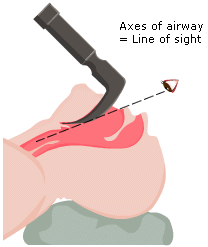 Axes of airway
= Line of sight